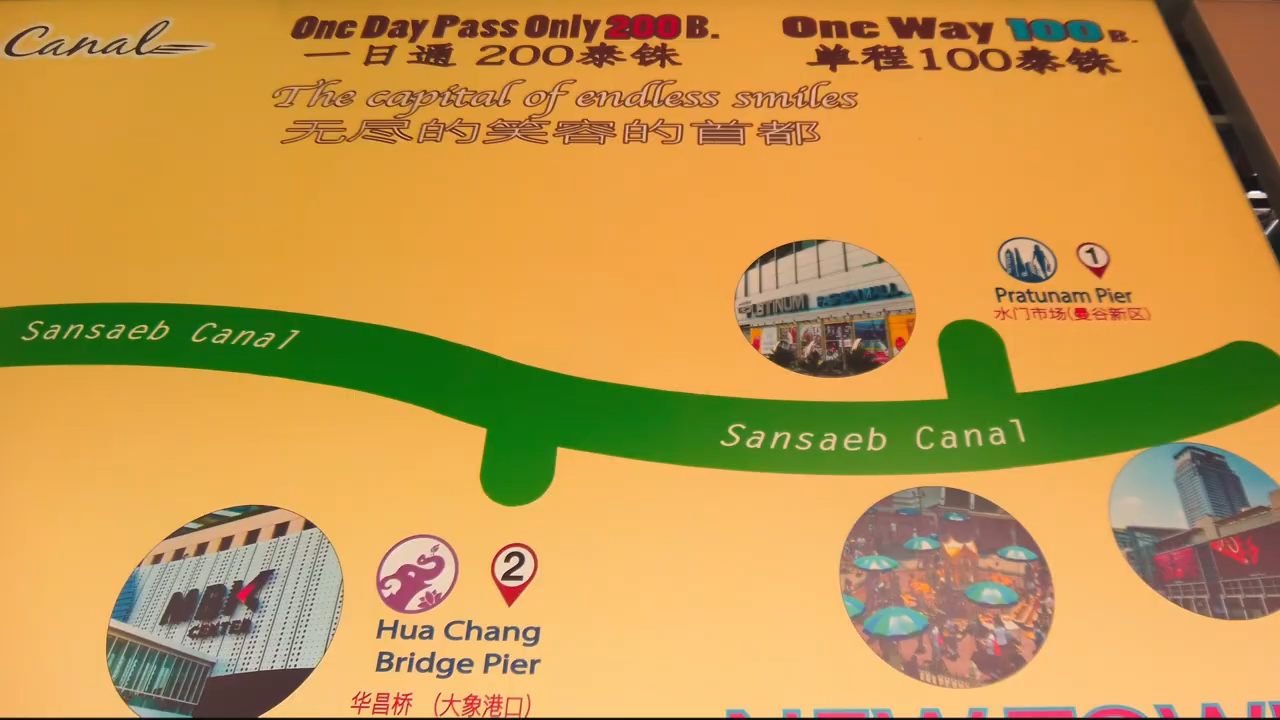 Canal
One Day Pass Only 200 B.
一日通 200泰铢
One Way 100 B.
单程100泰铢
The capital of endless smiles
无尽的笑容的首都
PLATINUM
1
Pratunam Pier
水门市场(曼谷新区)
Sansaeb Canal
Sansaeb Canal
MBK
CENTER
2
Hua Chang
Bridge Pier
华昌桥 (大象港口)